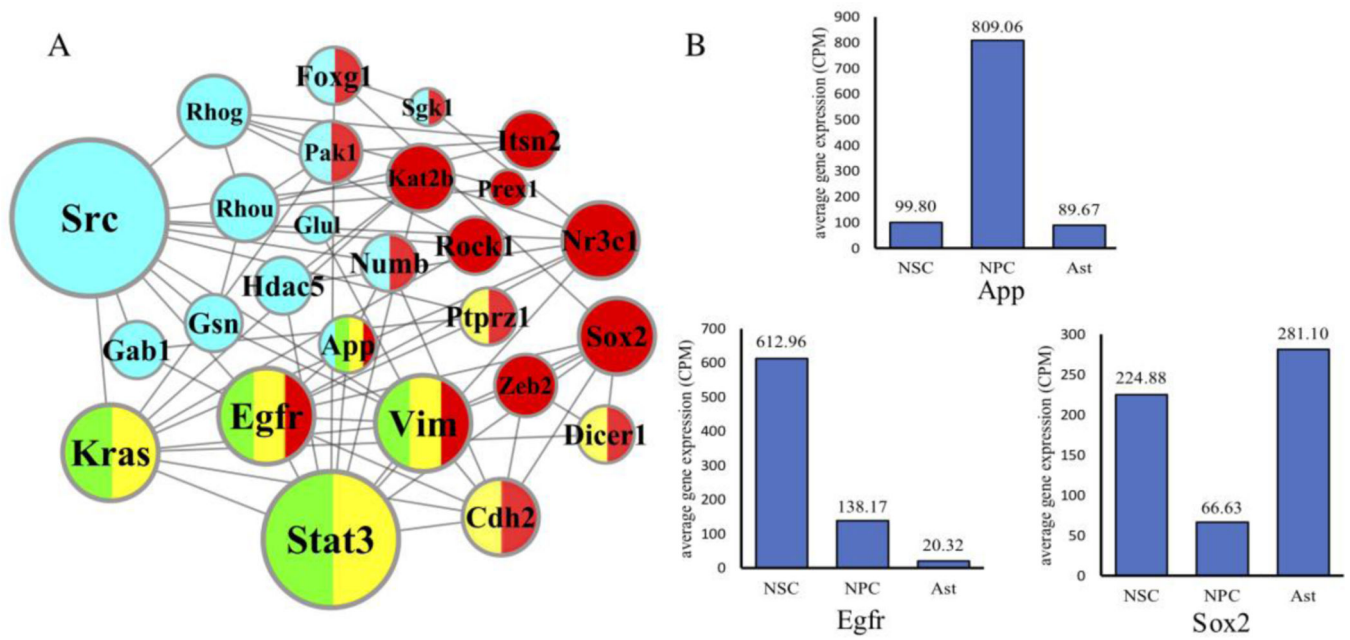 A
Foxg1
Sgk1
Rhog
Itsn2
Pak1
Kat2b
Prex1
Src
Rhou
Glul
Rock1
Nr3c1
Numb
Hdac5
Ptprz1
Gsn
App
Sox2
Gab1
Zeb2
Egfr
Vim
Dicer1
Kras
Cdh2
Stat3
B
average gene expression (CPM)
900
800
700
600
500
400
300
200
100
0
99.80
809.06
89.67
NSC NPC Ast
App
average gene expression (CPM)
700
600
500
400
300
200
100
0
612.96
138.17
20.32
NSC NPC Ast
Egfr
average gene expression (CPM)
300
250
200
150
100
50
0
224.88
66.63
281.10
NSC NPC Ast
Sox2